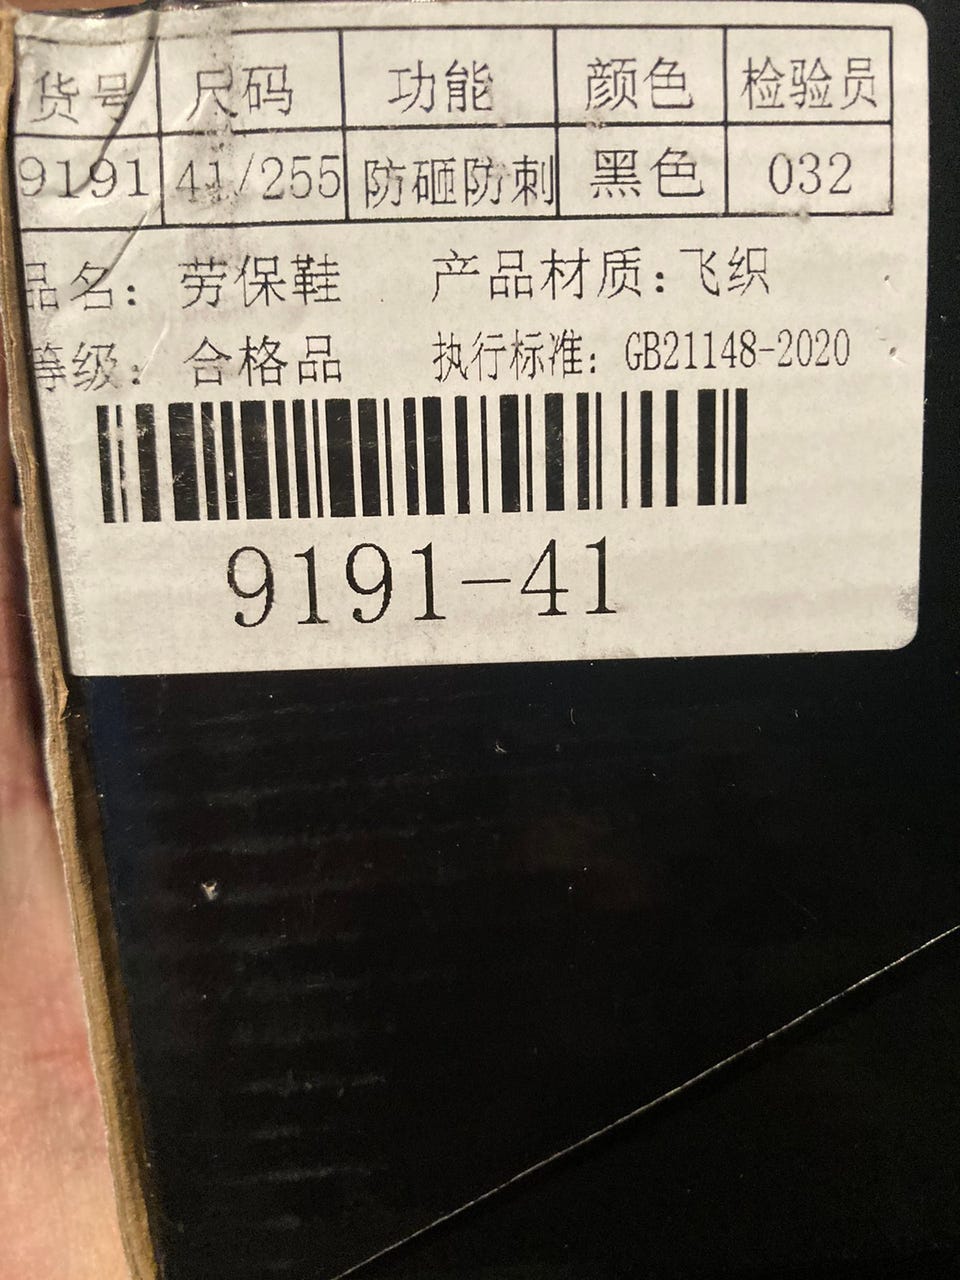 货号 尺码 功能 颜色 检验员
9191 41/255 防砸防刺 黑色 032
品名: 劳保鞋 产品材质:飞织
等级: 合格品 执行标准: GB21148-2020
9191-41